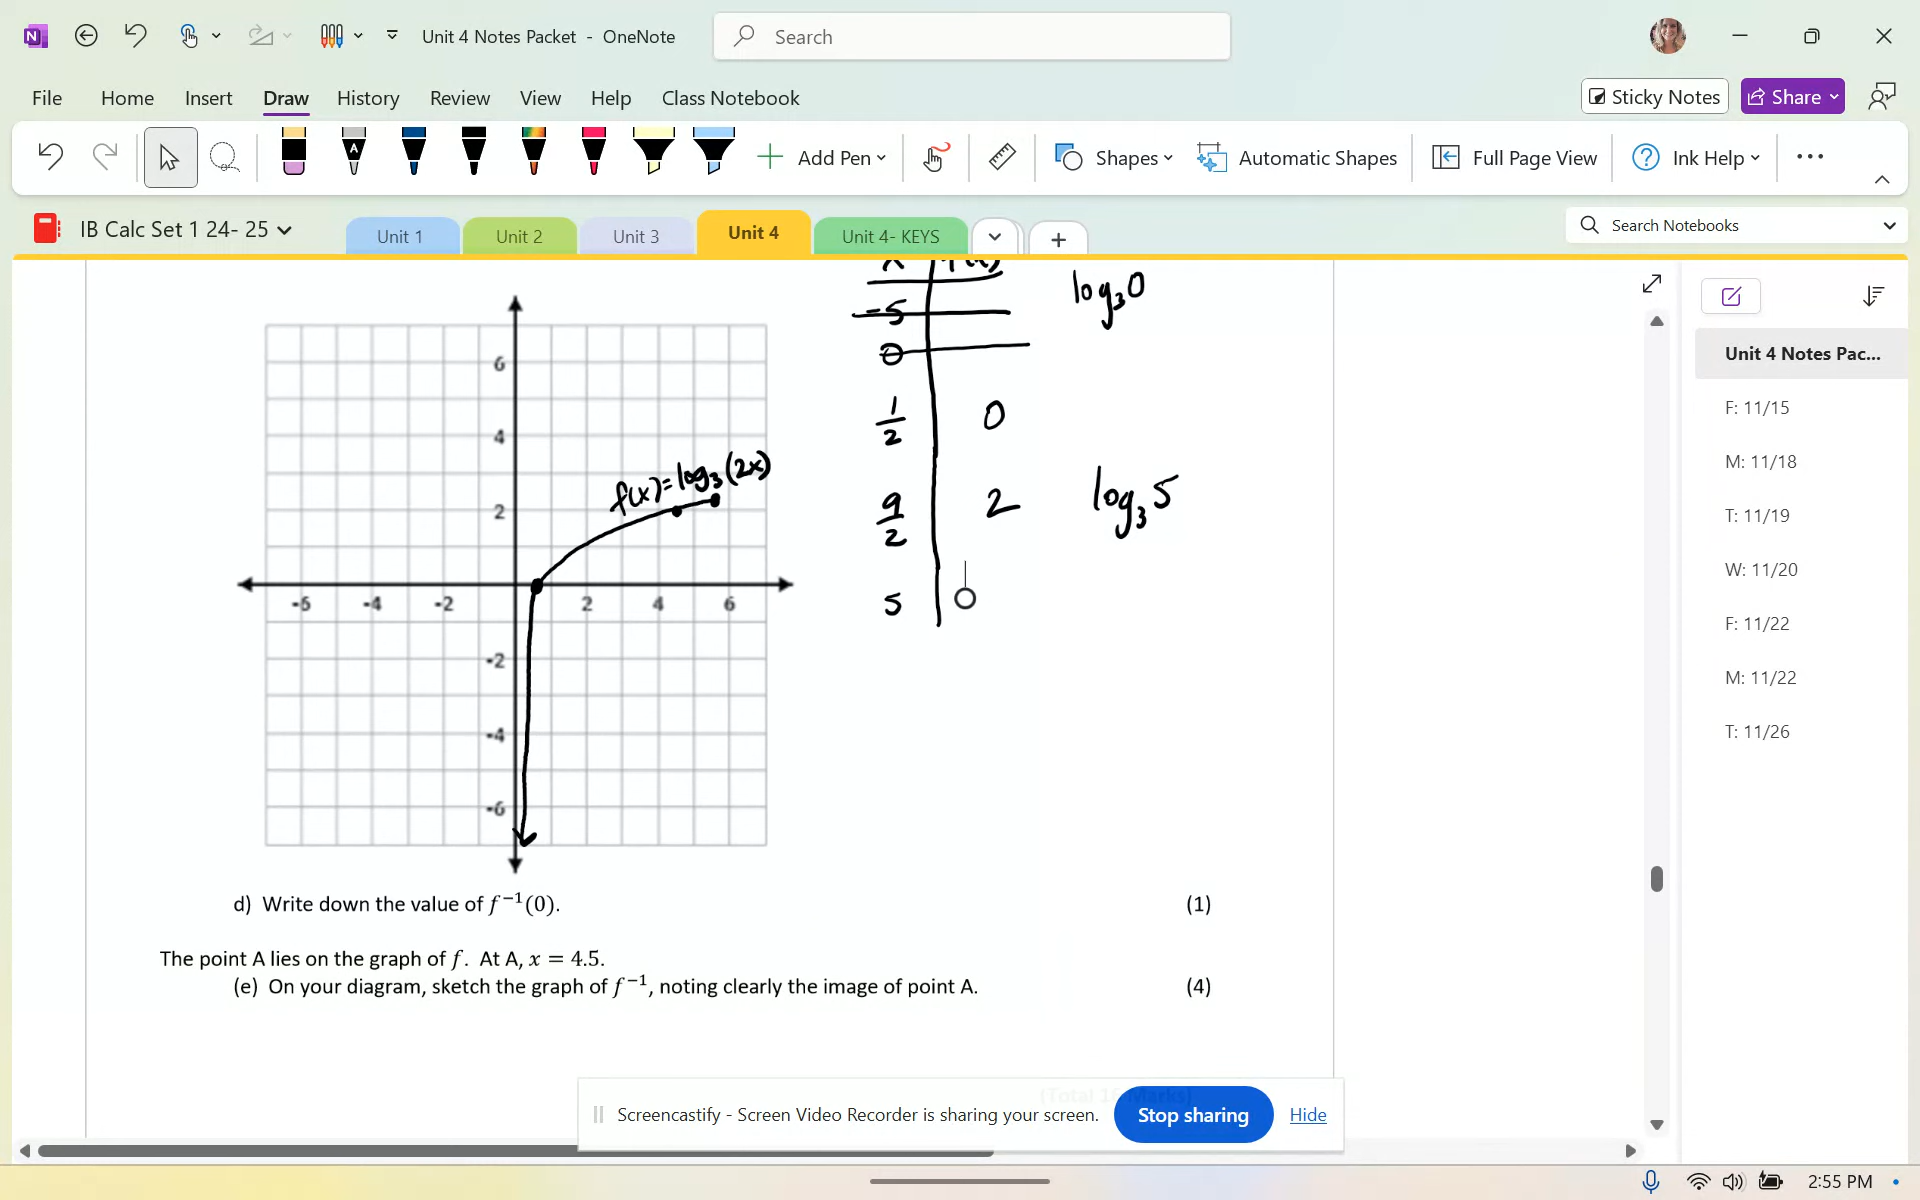 Unit 4 Notes Packet - OneNote
Search
File Home Insert Draw History Review View Help Class Notebook
Sticky Notes
Share
Add Pen
Shapes
Automatic Shapes
Full Page View
Ink Help
IB Calc Set 1 24- 25
Unit 1
Unit 2
Unit 3
Unit 4
Unit 4- KEYS
Search Notebooks
x f(x)
-5
0
1/2 0
9/2 2
5
log₃0
log₃5
f(x)=log₃(2x)
6
4
2
-6 -4 -2 2 4 6
-2
-4
-6
d) Write down the value of f⁻¹(0). (1)
The point A lies on the graph of f. At A, x = 4.5.
(e) On your diagram, sketch the graph of f⁻¹, noting clearly the image of point A. (4)
Screencastify - Screen Video Recorder is sharing your screen.
Stop sharing
Hide
Unit 4 Notes Pac...
F: 11/15
M: 11/18
T: 11/19
W: 11/20
F: 11/22
M: 11/22
T: 11/26
2:55 PM